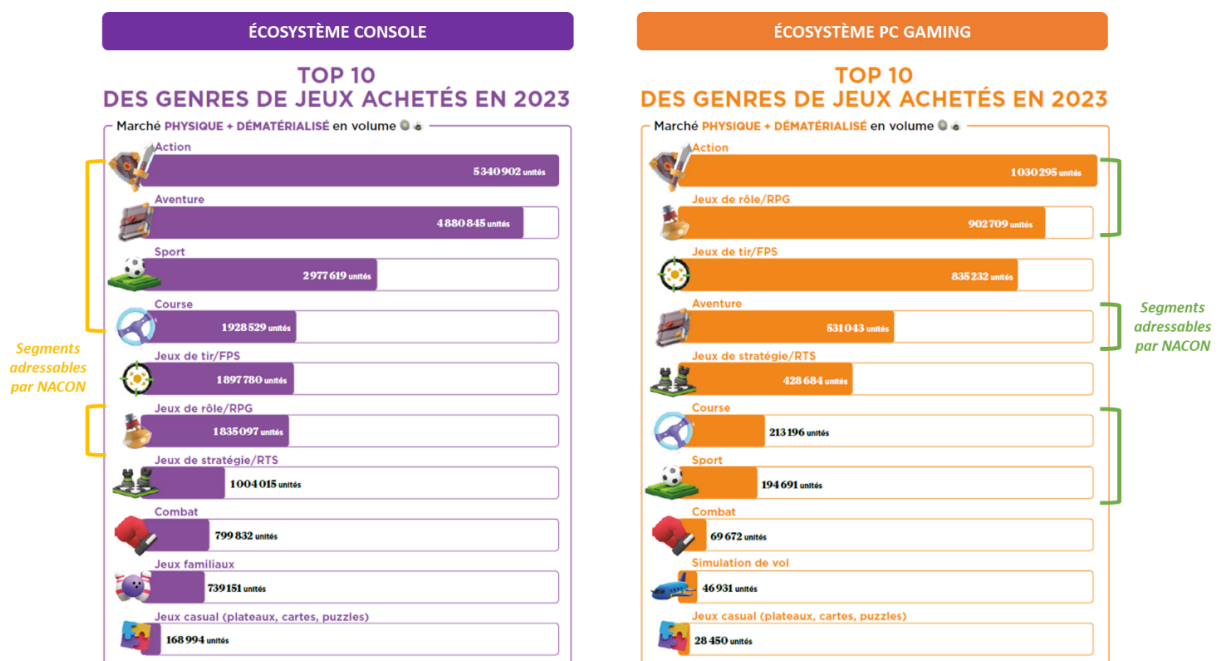 ÉCOSYSTÈME CONSOLE
TOP 10
DES GENRES DE JEUX ACHETÉS EN 2023
Marché PHYSIQUE + DÉMATÉRIALISÉ en volume
Action
5 340 902 unités
Aventure
4 880 845 unités
Sport
2 977 619 unités
Course
1 928 529 unités
Jeux de tir/FPS
1 897 780 unités
Jeux de rôle/RPG
1 835 097 unités
Jeux de stratégie/RTS
1 004 015 unités
Combat
799 832 unités
Jeux familiaux
739 151 unités
Jeux casual (plateaux, cartes, puzzles)
168 994 unités
Segments
adressables
par NACON
ÉCOSYSTÈME PC GAMING
TOP 10
DES GENRES DE JEUX ACHETÉS EN 2023
Marché PHYSIQUE + DÉMATÉRIALISÉ en volume
Action
1 030 295 unités
Jeux de rôle/RPG
902 709 unités
Jeux de tir/FPS
835 232 unités
Aventure
531 043 unités
Jeux de stratégie/RTS
428 684 unités
Course
213 196 unités
Sport
194 691 unités
Combat
69 672 unités
Simulation de vol
46 931 unités
Jeux casual (plateaux, cartes, puzzles)
28 450 unités
Segments
adressables
par NACON